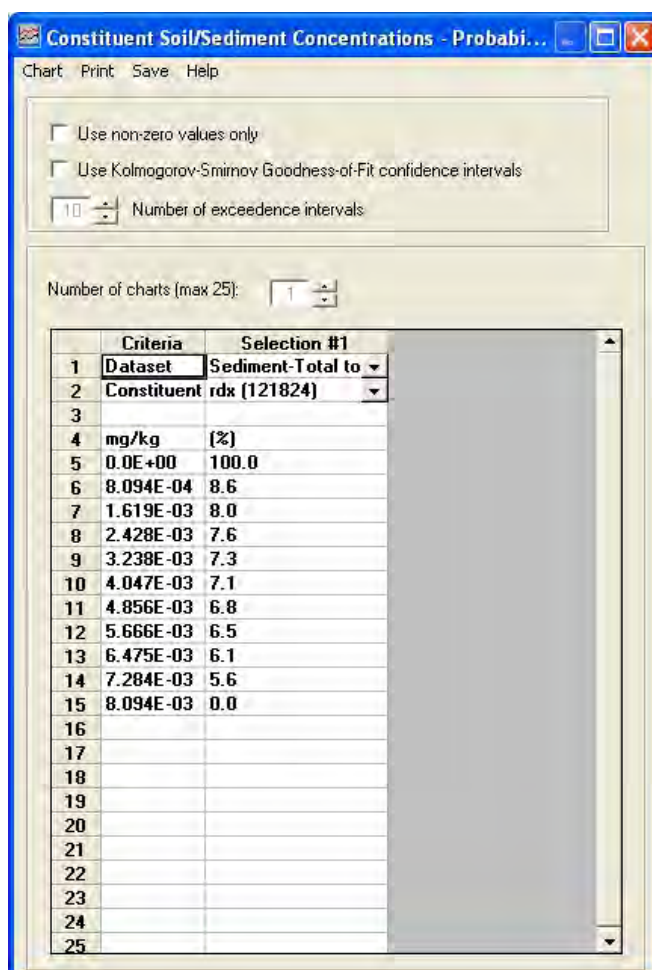 Constituent Soil/Sediment Concentrations - Probabi...
Chart Print Save Help
Use non-zero values only
Use Kolmogorov-Smirnov Goodness-of-Fit confidence intervals
10 Number of exceedence intervals
Number of charts (max 25): 1
Criteria Selection #1
1 Dataset Sediment-Total to
2 Constituent rdx (121824)
3
4 mg/kg (%)
5 0.0E+00 100.0
6 8.094E-04 8.6
7 1.619E-03 8.0
8 2.428E-03 7.6
9 3.238E-03 7.3
10 4.047E-03 7.1
11 4.856E-03 6.8
12 5.666E-03 6.5
13 6.475E-03 6.1
14 7.284E-03 5.6
15 8.094E-03 0.0
16
17
18
19
20
21
22
23
24
25